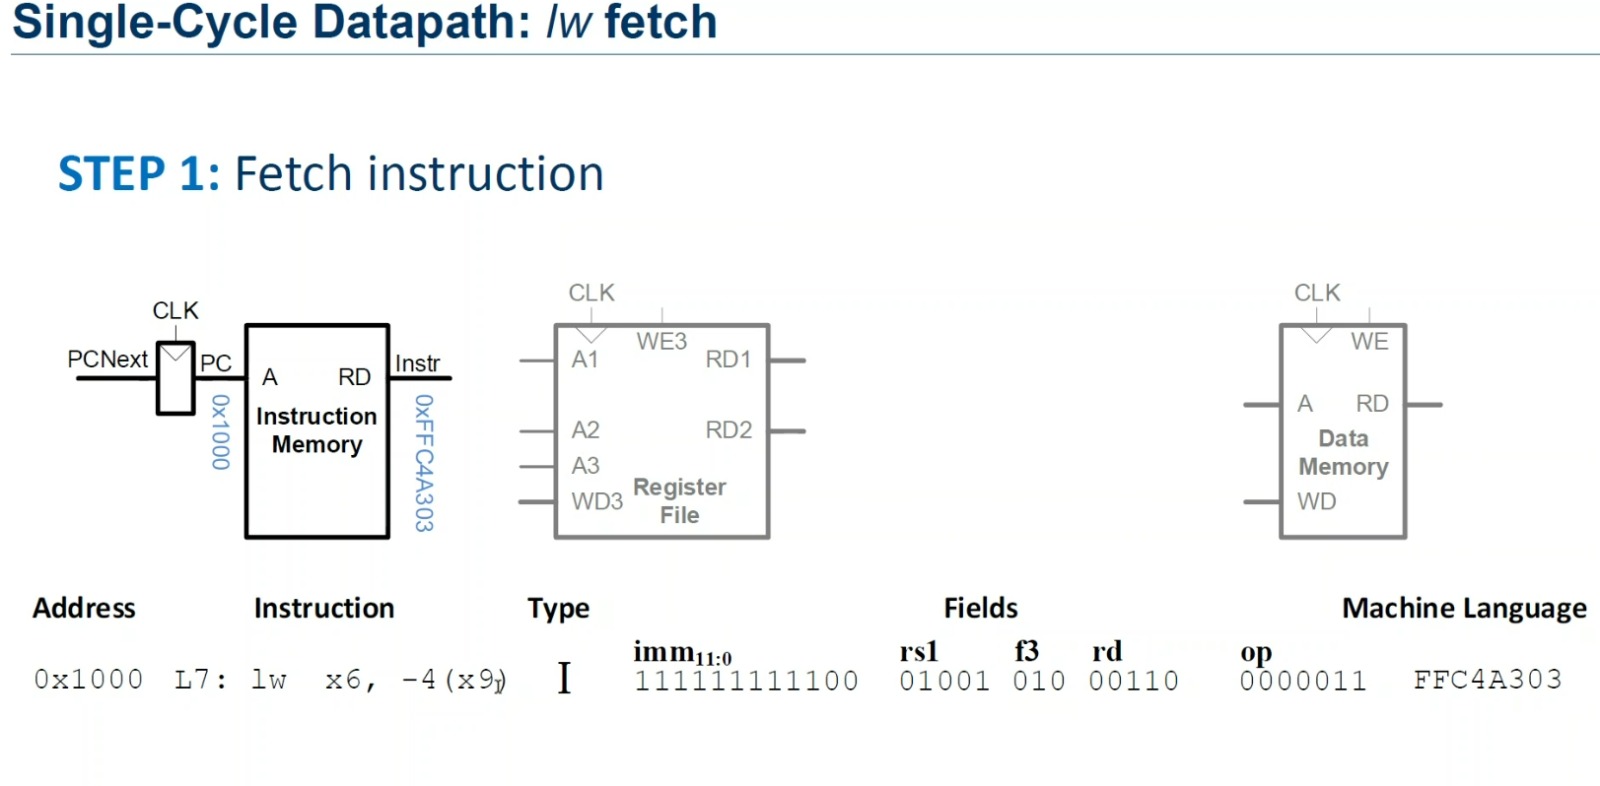 Single-Cycle Datapath: lw fetch
STEP 1: Fetch instruction
CLK
PCNext
PC
0x1000
A RD
Instruction
Memory
Instr
0xFFC4A303
CLK
WE3
A1 RD1
A2 RD2
A3
WD3
Register
File
CLK
WE
A RD
Data
Memory
WD
Address Instruction Type Fields Machine Language
imm11:0 rs1 f3 rd op
0x1000 L7: lw x6, -4(x9) I 111111111100 01001 010 00110 0000011 FFC4A303